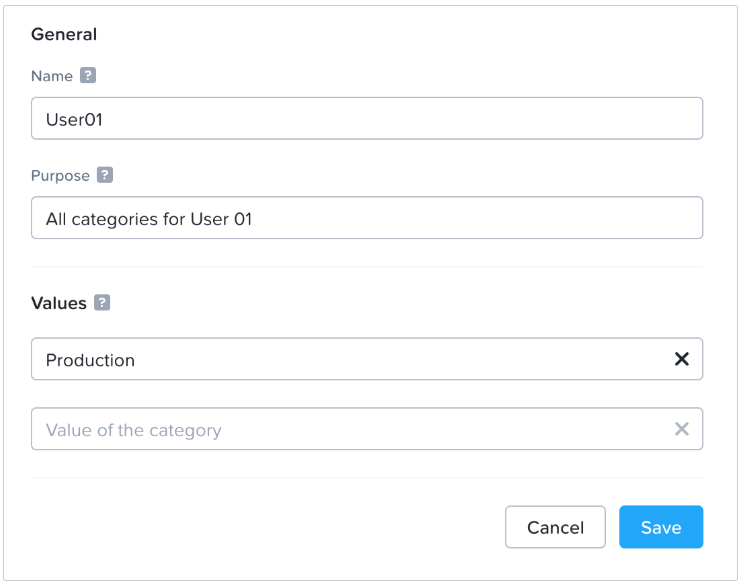 General
Name ?
User01
Purpose ?
All categories for User 01
Values ?
Production
Value of the category
Cancel Save